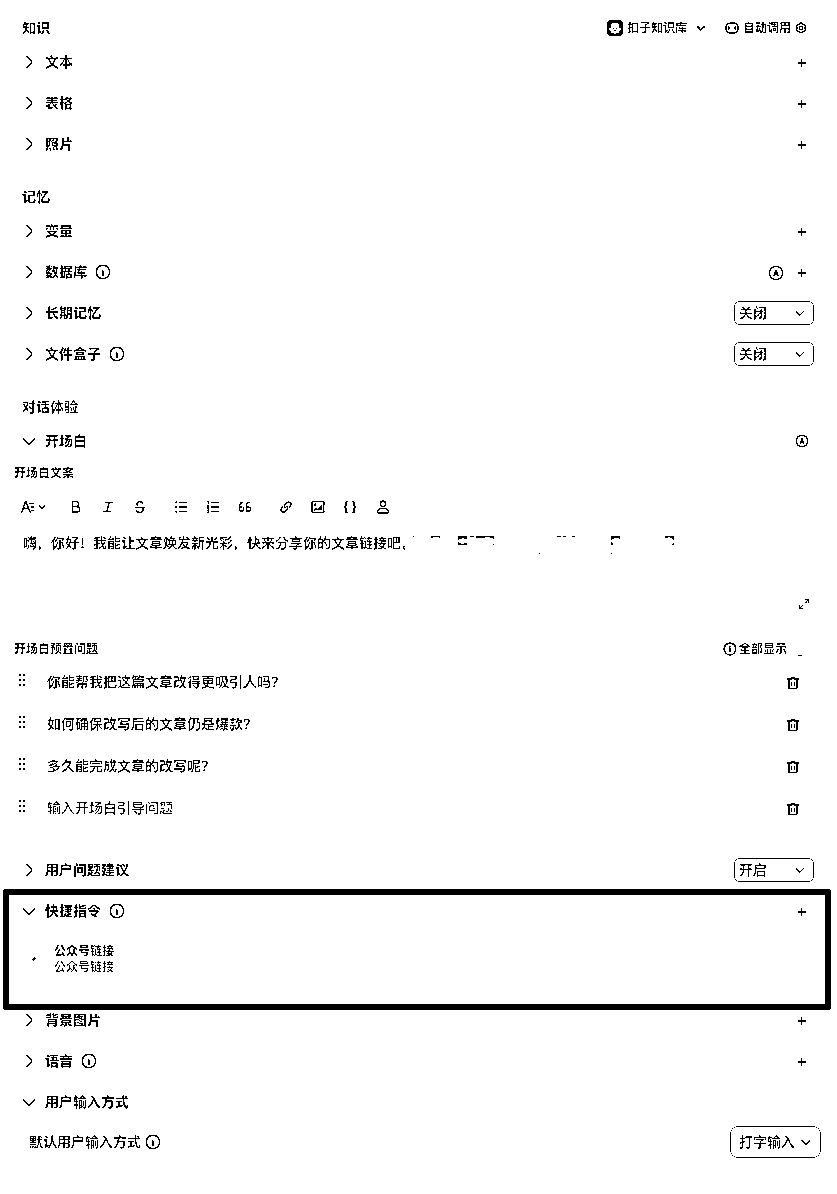 知识 扣子知识库 自动调用
文本
表格
照片
记忆
变量
数据库
长期记忆 关闭
文件盒子 关闭
对话体验
开场白
开场白文案
B I S 66 {}
嗨，你好！我能让文章焕发新光彩，快来分享你的文章链接吧。
开场白预置问题 全部显示
你能帮我把这篇文章改得更吸引人吗？
如何确保改写后的文章仍是爆款？
多久能完成文章的改写呢？
输入开场白引导问题
用户问题建议 开启
快捷指令
公众号链接
公众号链接
背景图片
语音
用户输入方式
默认用户输入方式 打字输入